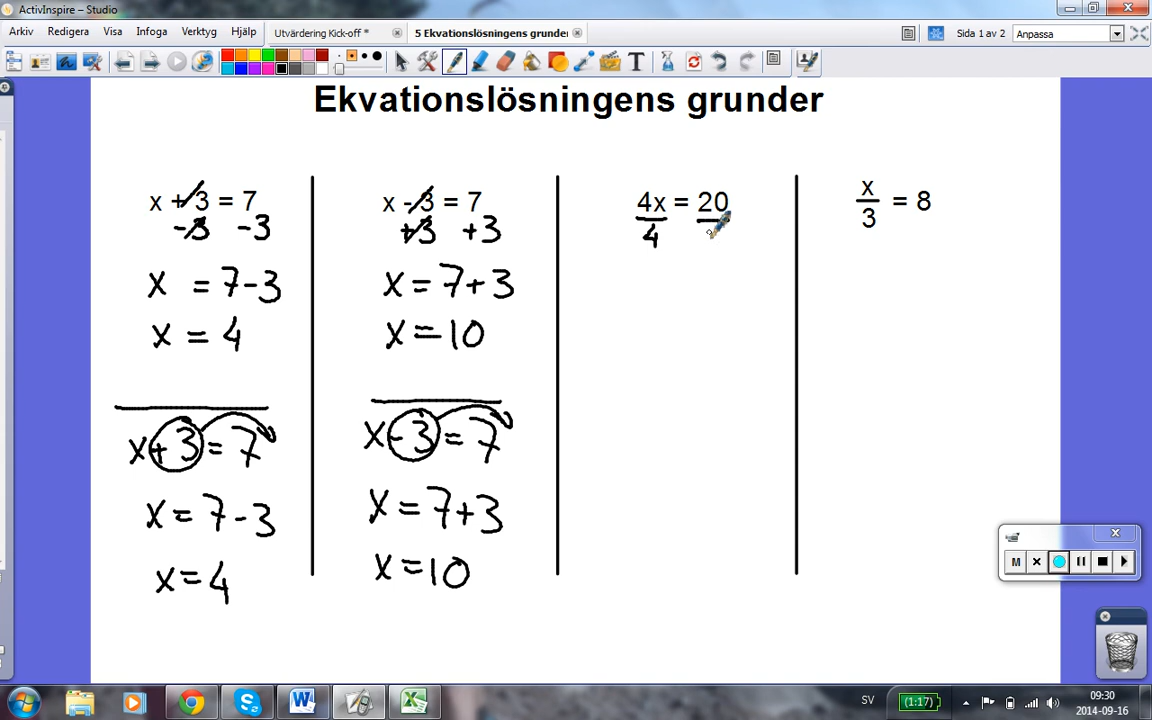 ActivInspire – Studio
Arkiv Redigera Visa Infoga Verktyg Hjälp
Utvärdering Kick-off * 5 Ekvationslösningens grunder
Sida 1 av 2 Anpassa
Ekvationslösningens grunder
x + 3 = 7
-3 -3
x = 7-3
x = 4
x+3=7
x=7-3
x=4
x - 3 = 7
+3 +3
x=7+3
x=10
x-3=7
x=7+3
x=10
4x = 20
4
x
3 = 8
M
SV (1:17) 09:30
2014-09-16